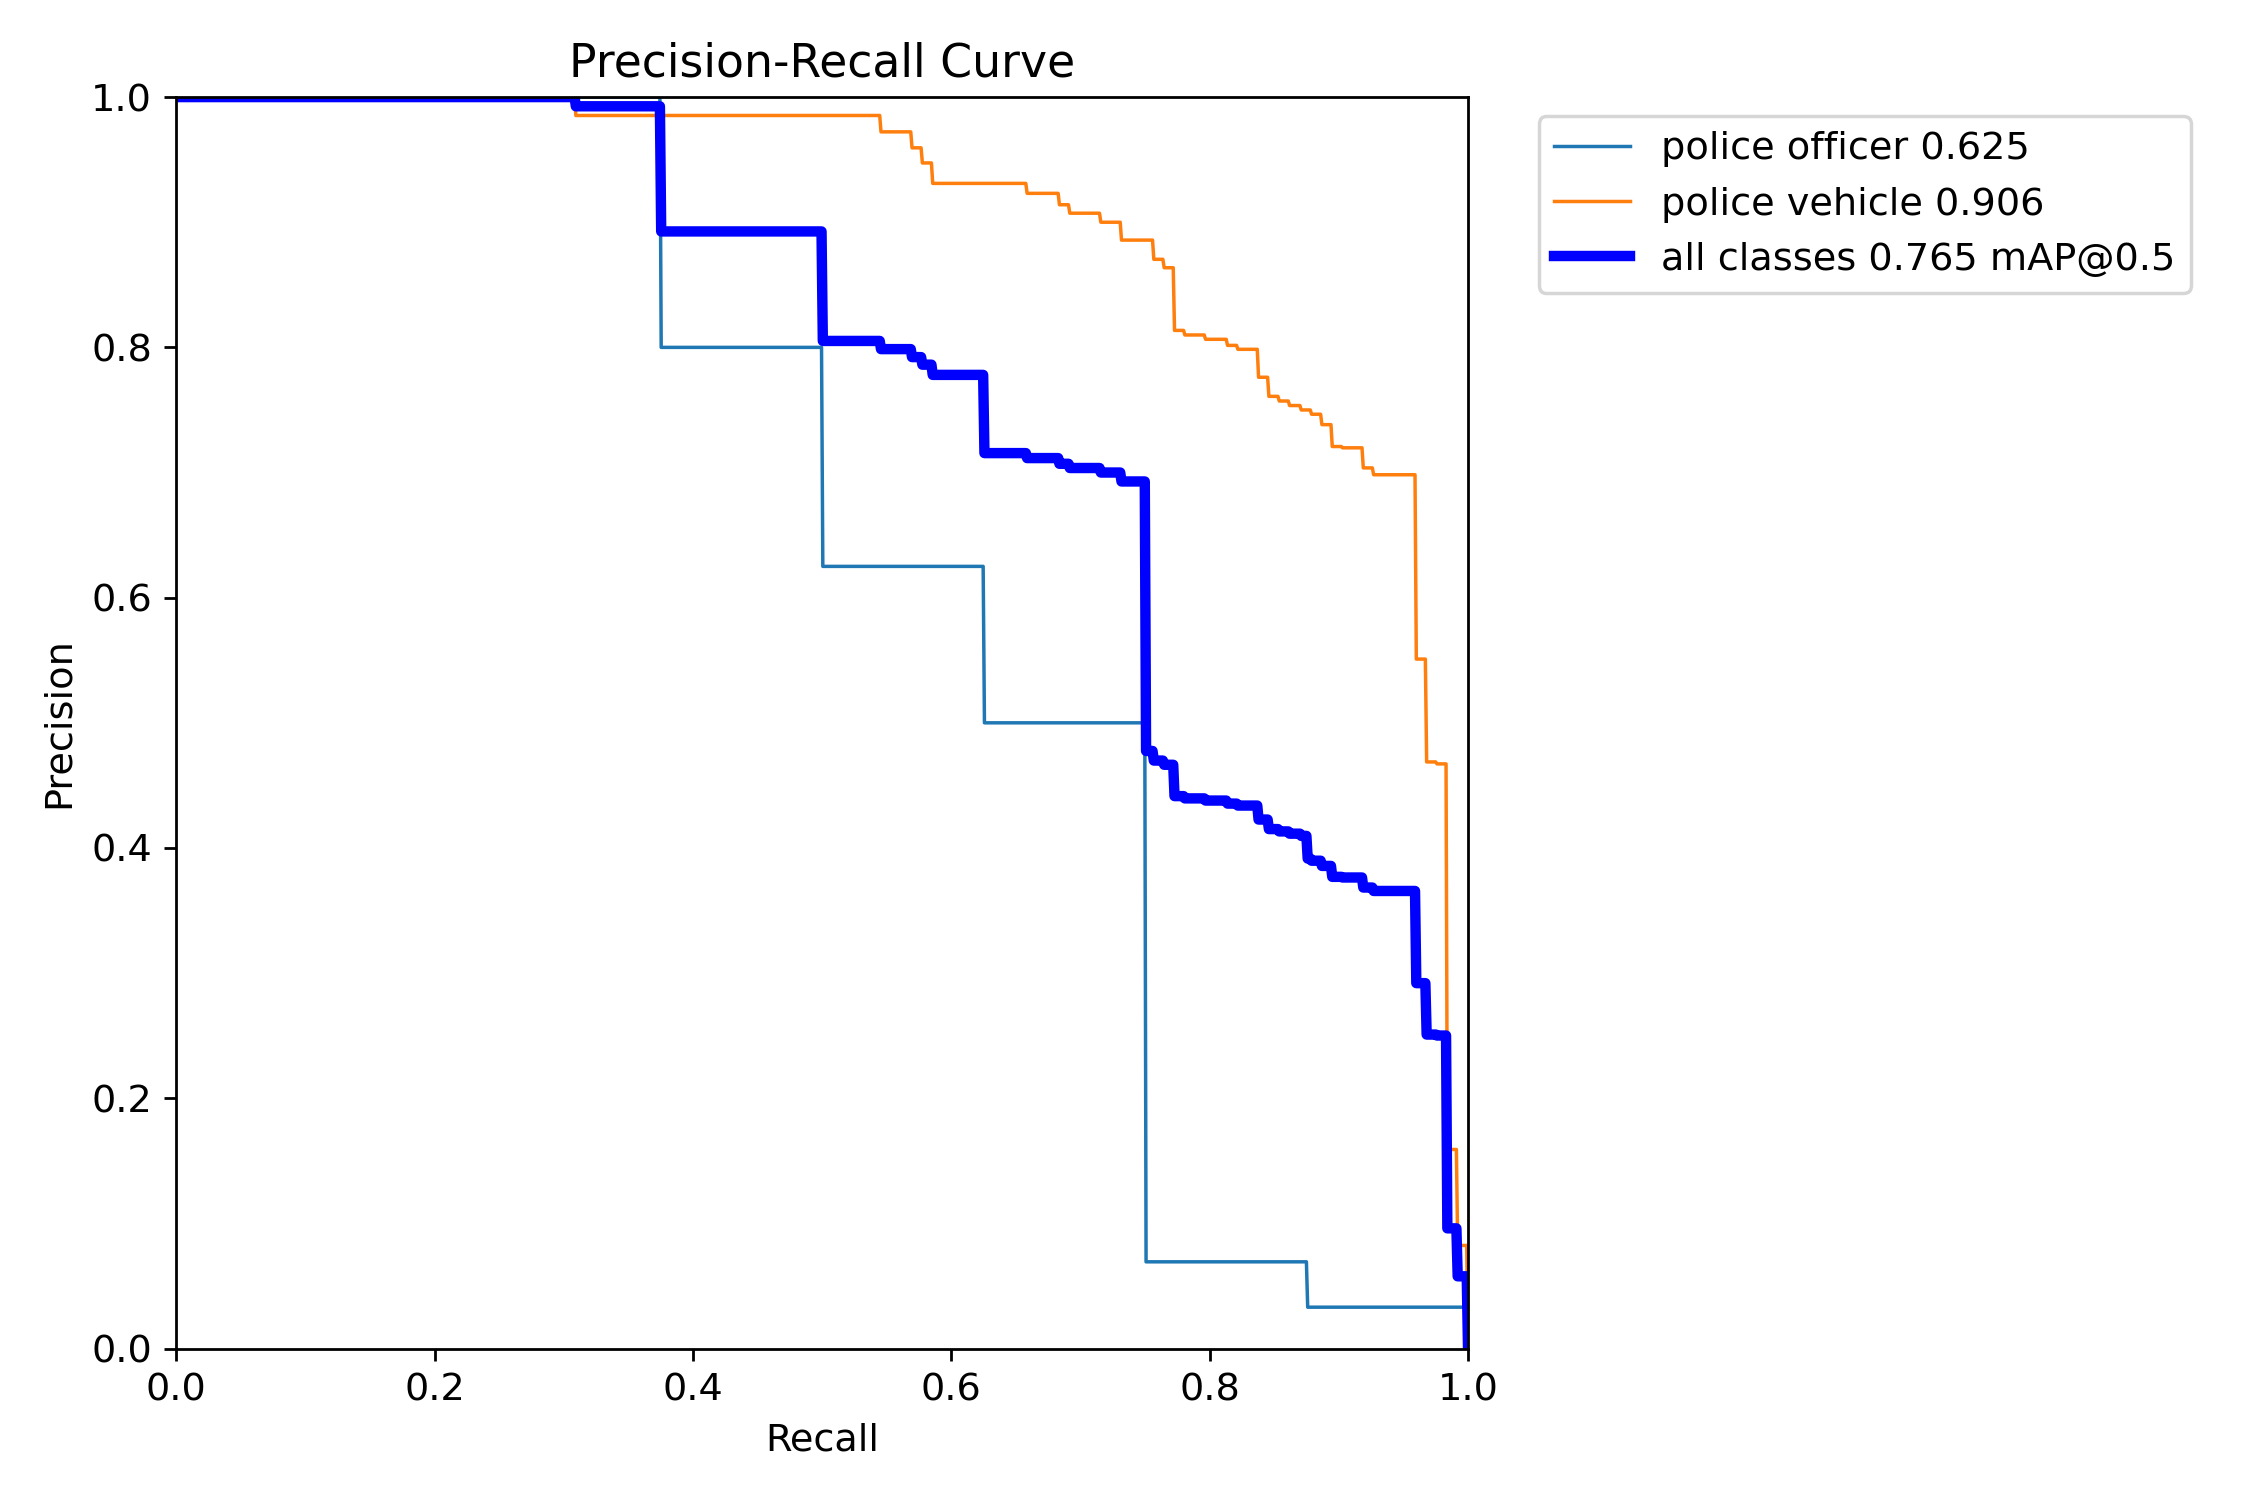 Precision-Recall Curve
police officer 0.625
police vehicle 0.906
all classes 0.765 mAP@0.5
Precision
1.0
0.8
0.6
0.4
0.2
0.0
0.0 0.2 0.4 0.6 0.8 1.0
Recall